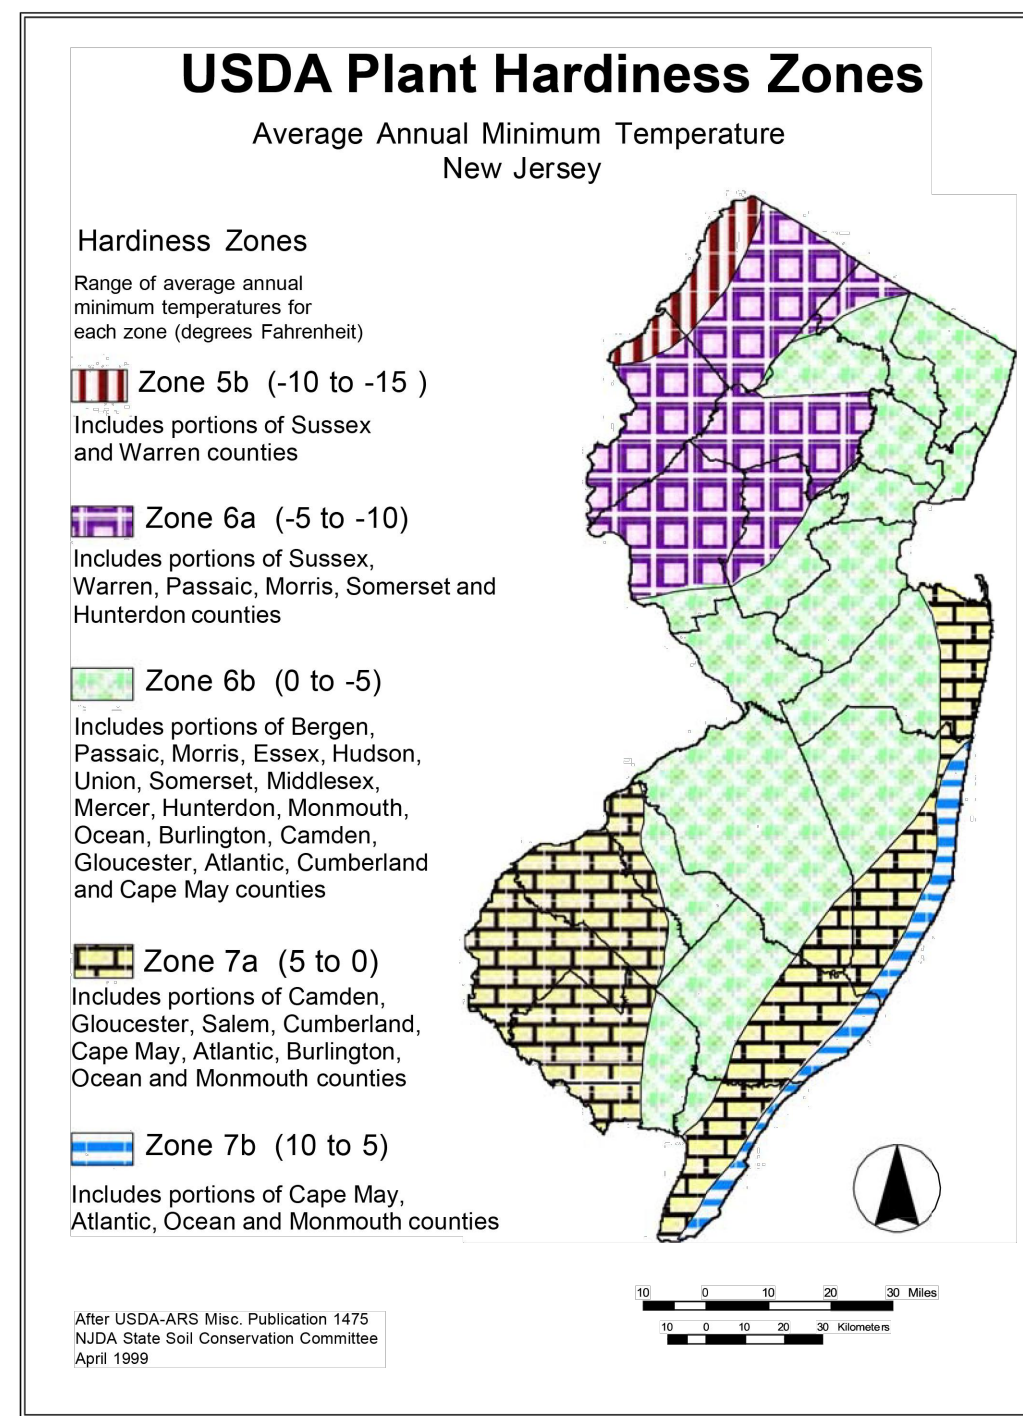 USDA Plant Hardiness Zones
Average Annual Minimum Temperature
New Jersey
Hardiness Zones
Range of average annual
minimum temperatures for
each zone (degrees Fahrenheit)
Zone 5b (-10 to -15 )
Includes portions of Sussex
and Warren counties
Zone 6a (-5 to -10)
Includes portions of Sussex,
Warren, Passaic, Morris, Somerset and
Hunterdon counties
Zone 6b (0 to -5)
Includes portions of Bergen,
Passaic, Morris, Essex, Hudson,
Union, Somerset, Middlesex,
Mercer, Hunterdon, Monmouth,
Ocean, Burlington, Camden,
Gloucester, Atlantic, Cumberland
and Cape May counties
Zone 7a (5 to 0)
Includes portions of Camden,
Gloucester, Salem, Cumberland,
Cape May, Atlantic, Burlington,
Ocean and Monmouth counties
Zone 7b (10 to 5)
Includes portions of Cape May,
Atlantic, Ocean and Monmouth counties
10 0 10 20 30 Miles
10 0 10 20 30 Kilometers
After USDA-ARS Misc. Publication 1475
NJDA State Soil Conservation Committee
April 1999